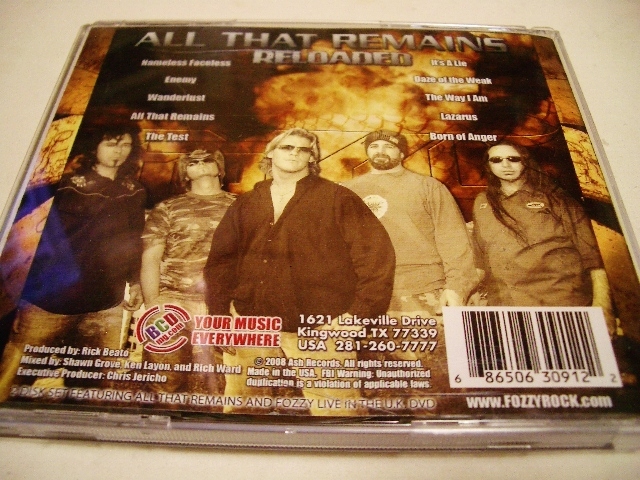 ALL THAT REMAINS
RELOADED
Nameless Faceless
Enemy
Wanderlust
All That Remains
The Test
It's A Lie
Daze of the Weak
The Way I Am
Lazarus
Born of Anger
BCD
YOUR MUSIC
EVERYWHERE
1621 Lakeville Drive
Kingwood TX 77339
USA 281-260-7777
Produced by: Rick Beato
Mixed by: Shawn Grove, Ken Layon, and Rich Ward
Executive Producer: Chris Jericho
© 2008 Ash Records. All rights reserved.
Made in the USA. FBI Warning: Unauthorized
duplication is a violation of applicable laws.
6 86506 30912 2
2 DISK SET FEATURING ALL THAT REMAINS AND FOZZY LIVE IN THE U.K. DVD
WWW.FOZZYROCK.COM